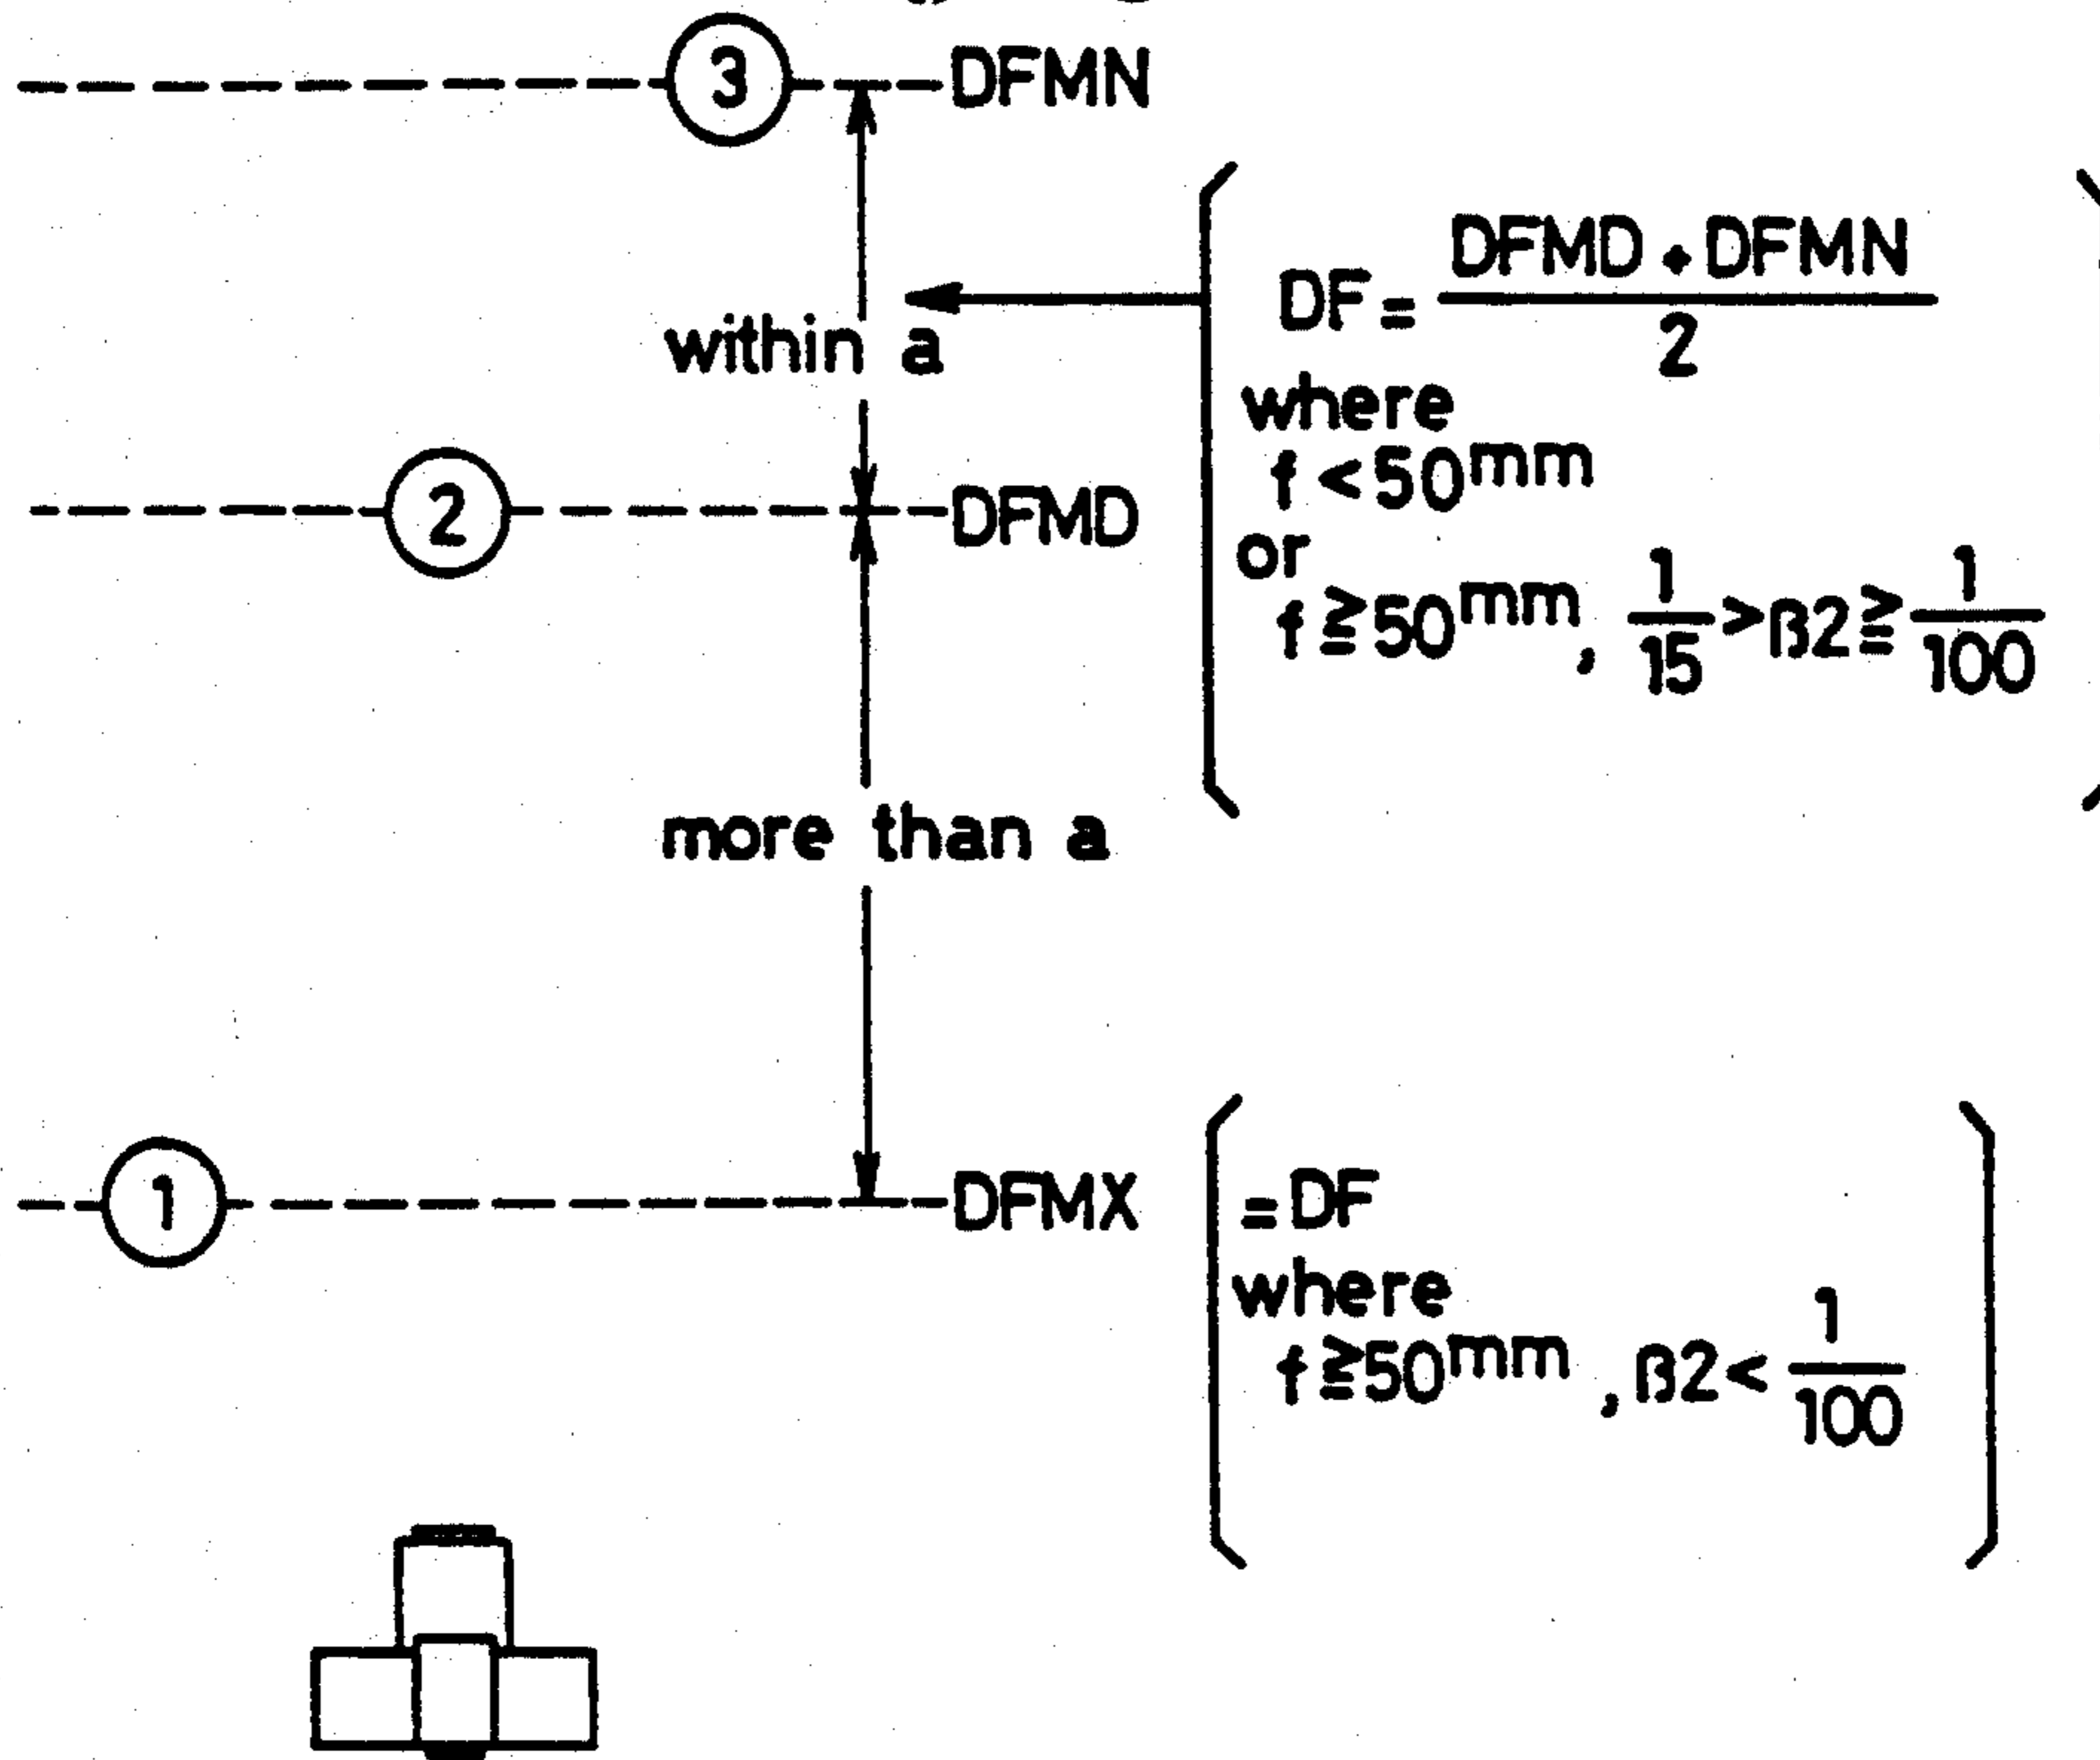 ③ DFMN
DF= DFMD・DFMN / 2
within a
where
f<50mm
② DFMD
or
f≧50mm, 1/15>β2≧1/100
more than a
① DFMX =DF
where
f≧50mm, β2<1/100